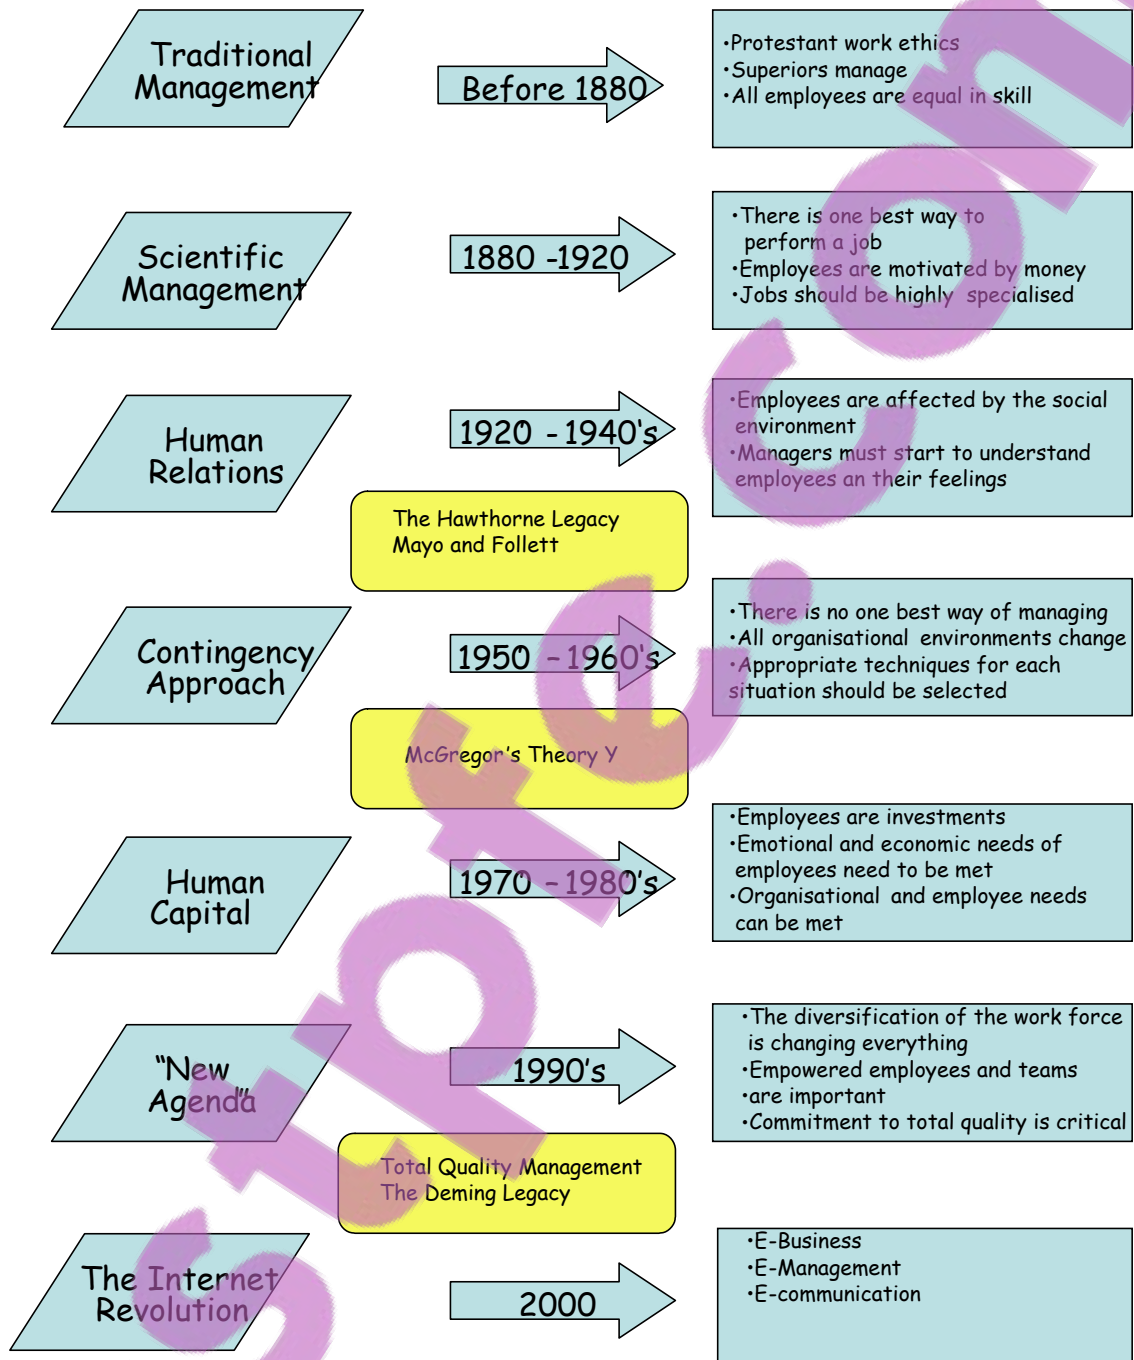 Traditional
Management
Before 1880
•Protestant work ethics
•Superiors manage
•All employees are equal in skill
Scientific
Management
1880 -1920
•There is one best way to
perform a job
•Employees are motivated by money
•Jobs should be highly specialised
Human
Relations
1920' - 1940's
•Employees are affected by the social
environment
•Managers must start to understand
employees an their feelings
The Hawthorne Legacy
Mayo and Follett
Contingency
Approach
1950' – 1960's
•There is no one best way of managing
•All organisational environments change
•Appropriate techniques for each
situation should be selected
McGregor's Theory Y
Human
Capital
1970' – 1980's
•Employees are investments
•Emotional and economic needs of
employees need to be met
•Organisational and employee needs
can be met
"New
Agenda"
1990's
•The diversification of the work force
is changing everything
•Empowered employees and teams
•are important
•Commitment to total quality is critical
Total Quality Management
The Deming Legacy
The Internet
Revolution
2000
•E-Business
•E-Management
•E-communication
stpfe.com